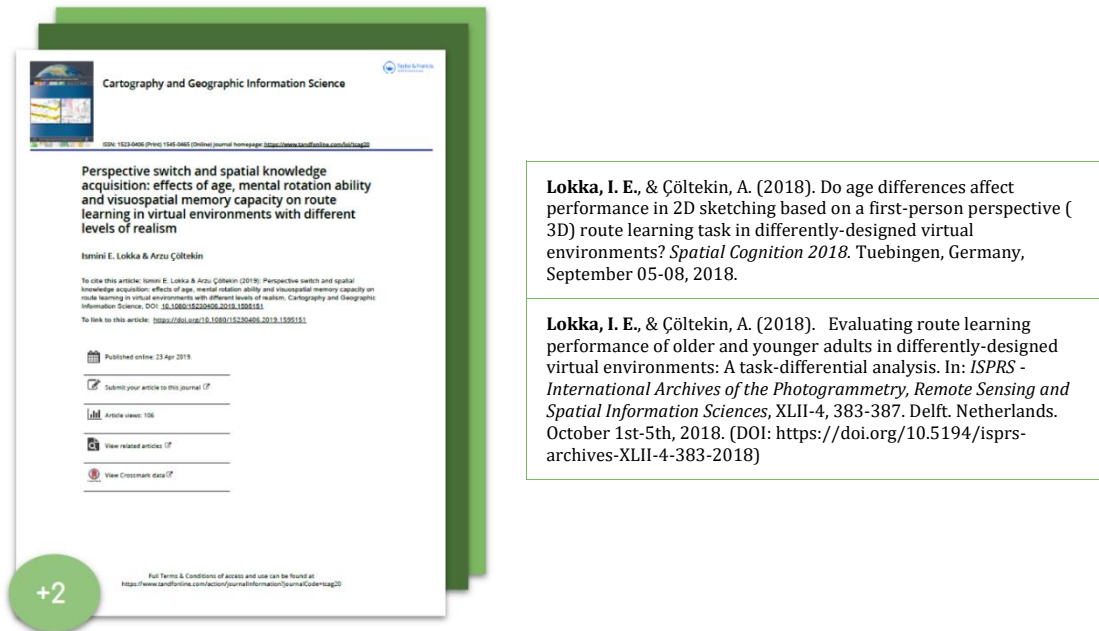 Taylor & Francis
Cartography and Geographic Information Science
ISSN: 1523-0406 (Print) 1545-0465 (Online) Journal homepage: https://www.tandfonline.com/loi/tcag20
Perspective switch and spatial knowledge
acquisition: effects of age, mental rotation ability
and visuospatial memory capacity on route
learning in virtual environments with different
levels of realism
Ismini E. Lokka & Arzu Çöltekin
To cite this article: Ismini E. Lokka & Arzu Çöltekin (2019): Perspective switch and spatial
knowledge acquisition: effects of age, mental rotation ability and visuospatial memory capacity on
route learning in virtual environments with different levels of realism, Cartography and Geographic
Information Science, DOI: 10.1080/15230406.2019.1595151
To link to this article: https://doi.org/10.1080/15230406.2019.1595151
Published online: 23 Apr 2019.
Submit your article to this journal
Article views: 106
View related articles
View Crossmark data
Full Terms & Conditions of access and use can be found at
https://www.tandfonline.com/action/journalInformation?journalCode=tcag20
+2
Lokka, I. E., & Çöltekin, A. (2018). Do age differences affect
performance in 2D sketching based on a first-person perspective (
3D) route learning task in differently-designed virtual
environments? Spatial Cognition 2018. Tuebingen, Germany,
September 05-08, 2018.
Lokka, I. E., & Çöltekin, A. (2018). Evaluating route learning
performance of older and younger adults in differently-designed
virtual environments: A task-differential analysis. In: ISPRS -
International Archives of the Photogrammetry, Remote Sensing and
Spatial Information Sciences, XLII-4, 383-387. Delft. Netherlands.
October 1st-5th, 2018. (DOI: https://doi.org/10.5194/isprs-
archives-XLII-4-383-2018)